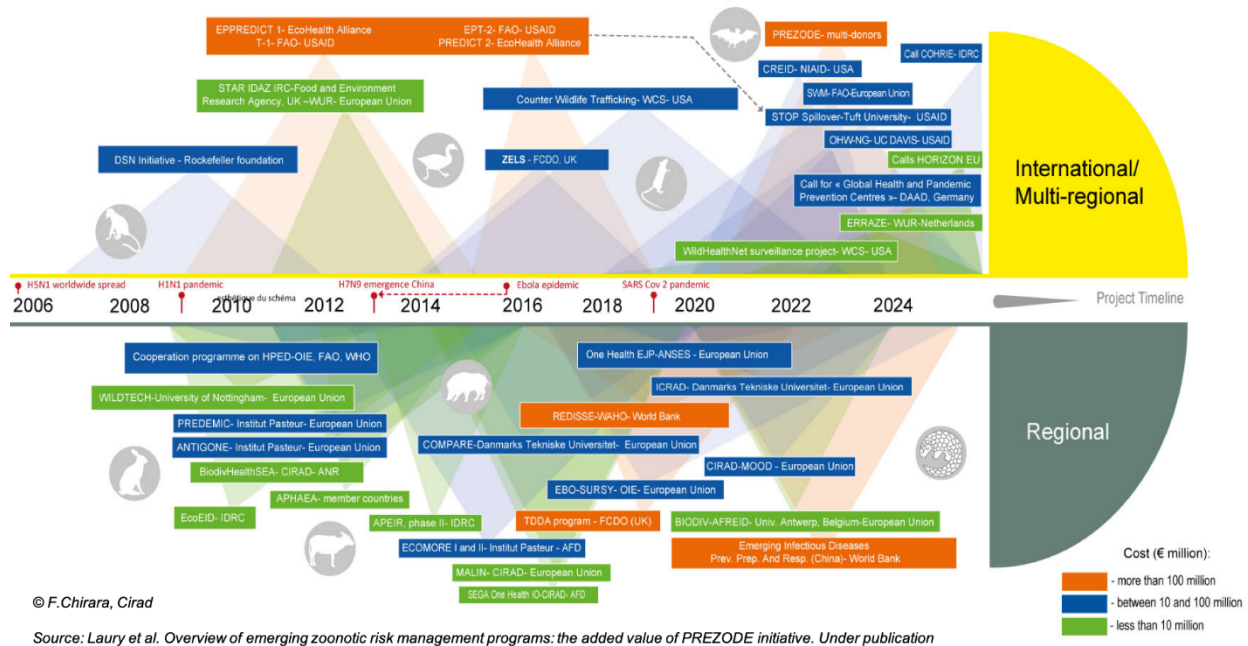 EPPREDICT 1- EcoHealth Alliance
T-1- FAO- USAID
EPT-2- FAO- USAID
PREDICT 2- EcoHealth Alliance
PREZODE- multi-donors
Call COHRIE- IDRC
CREID- NIAID- USA
STAR IDAZ IRC-Food and Environment
Research Agency, UK –WUR- European Union
Counter Wildlife Trafficking- WCS- USA
SWM- FAO-European Union
STOP Spillover-Tuft University- USAID
OHW-NG- UC DAVIS- USAID
DSN Initiative - Rockefeller foundation
ZELS - FCDO, UK
Calls HORIZON EU
Call for « Global Health and Pandemic
Prevention Centres »- DAAD, Germany
ERRAZE- WUR-Netherlands
WildHealthNet surveillance project- WCS- USA
International/
Multi-regional
H5N1 worldwide spread
H1N1 pandemic
esthétique du schéma
H7N9 emergence China
Ebola epidemic
SARS Cov 2 pandemic
2006 2008 2010 2012 2014 2016 2018 2020 2022 2024
Project Timeline
Cooperation programme on HPED-OIE, FAO, WHO
One Health EJP-ANSES - European Union
WILDTECH-University of Nottingham- European Union
ICRAD- Danmarks Tekniske Universitet- European Union
PREDEMIC- Institut Pasteur- European Union
REDISSE-WAHO- World Bank
Regional
ANTIGONE- Institut Pasteur- European Union
COMPARE-Danmarks Tekniske Universitet- European Union
BiodivHealthSEA- CIRAD- ANR
CIRAD-MOOD - European Union
APHAEA- member countries
EBO-SURSY- OIE- European Union
EcoEID- IDRC
APEIR, phase II- IDRC
TDDA program - FCDO (UK)
BIODIV-AFREID- Univ. Antwerp, Belgium-European Union
ECOMORE I and II- Institut Pasteur - AFD
Emerging Infectious Diseases
Prev. Prep. And Resp. (China)- World Bank
MALIN- CIRAD- European Union
SEGA One Health IO-CIRAD- AFD
Cost (€ million):
- more than 100 million
- between 10 and 100 million
- less than 10 million
© F.Chirara, Cirad
Source: Laury et al. Overview of emerging zoonotic risk management programs: the added value of PREZODE initiative. Under publication